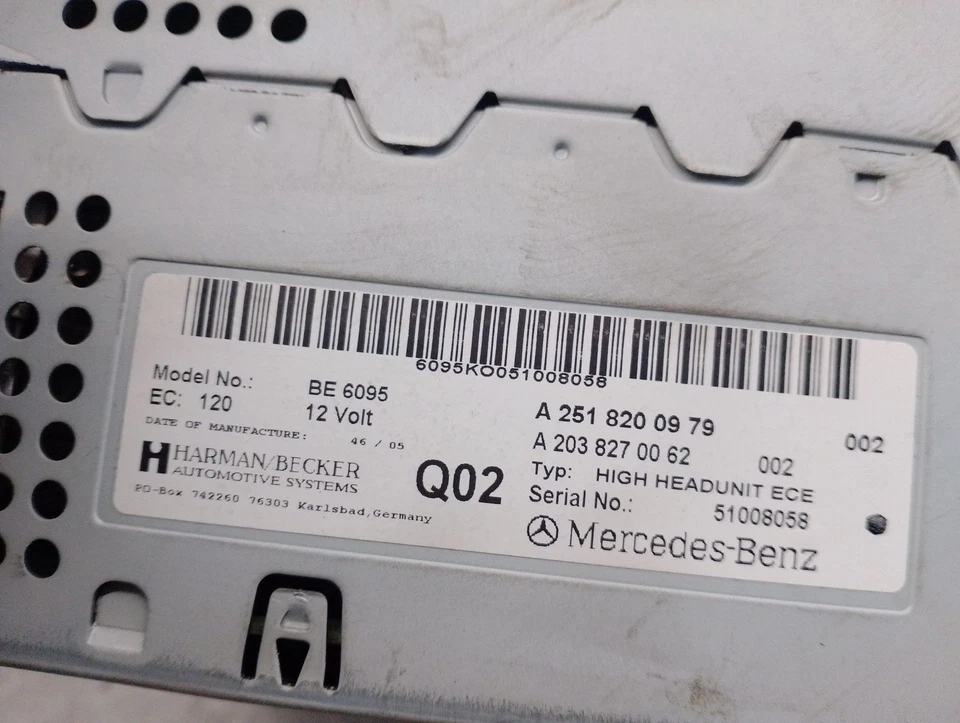 6095KO051008058
Model No.: BE 6095
EC: 120 12 Volt
DATE OF MANUFACTURE: 46 / 05
HARMAN/BECKER
AUTOMOTIVE SYSTEMS
PO-Box 742260 76303 Karlsbad,Germany
Q02
A 251 820 09 79 002
A 203 827 00 62 002
Typ: HIGH HEADUNIT ECE
Serial No.: 51008058
Mercedes-Benz